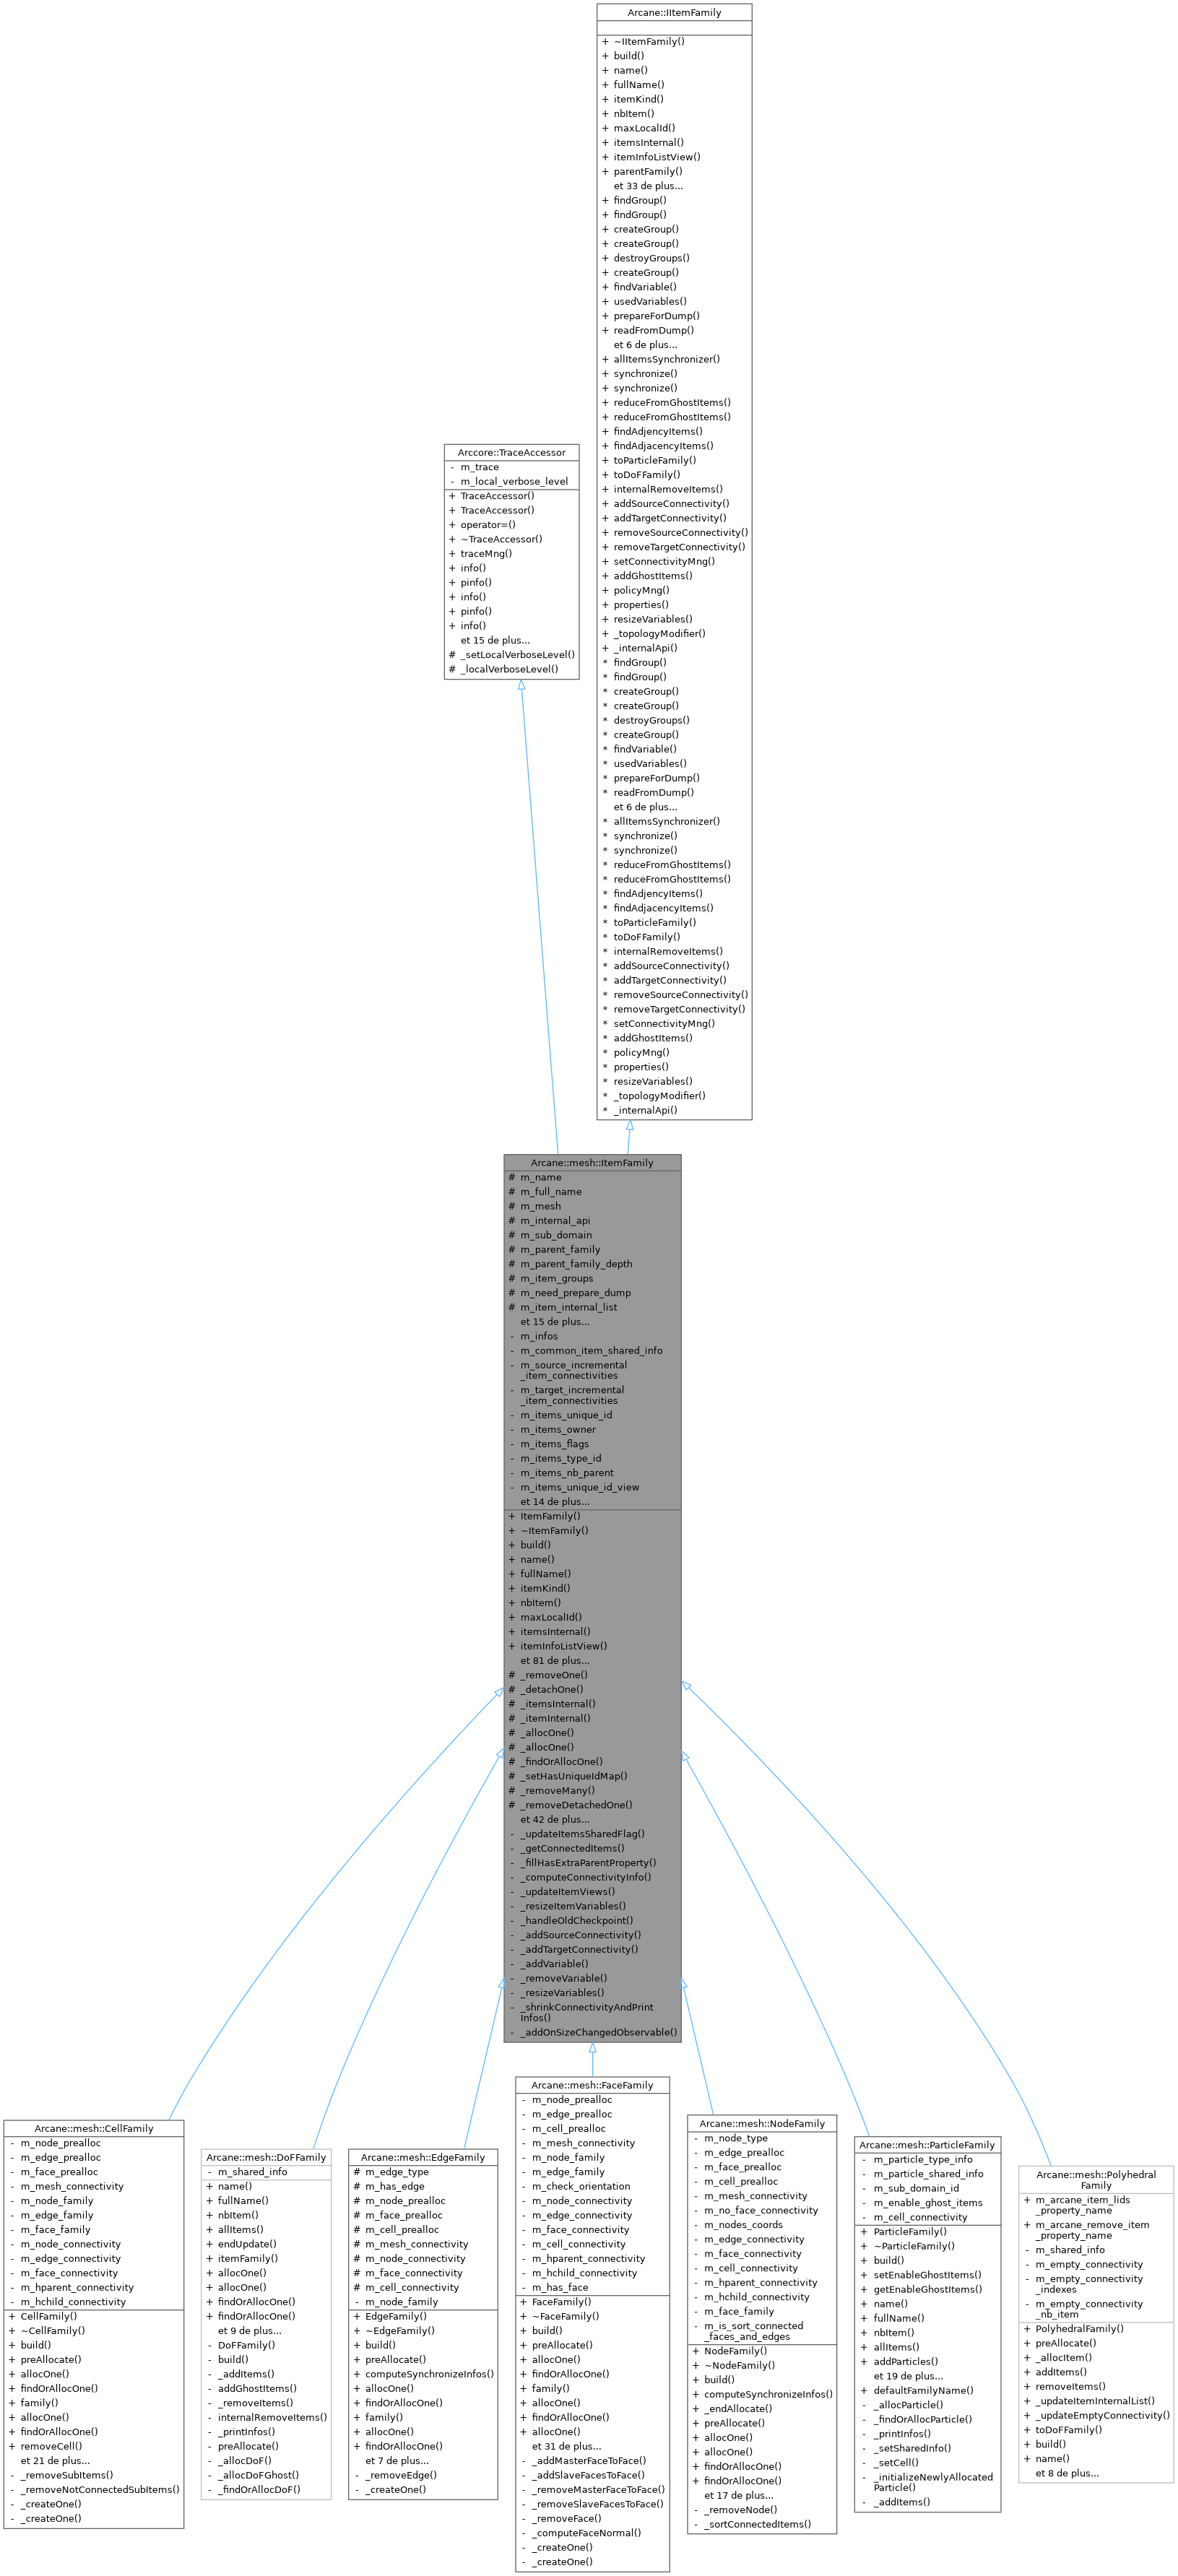 Arcane::IItemFamily
+ ~IItemFamily()
+ build()
+ name()
+ fullName()
+ itemKind()
+ nbItem()
+ maxLocalId()
+ itemsInternal()
+ itemInfoListView()
+ parentFamily()
et 33 de plus...
+ findGroup()
+ findGroup()
+ createGroup()
+ createGroup()
+ destroyGroups()
+ createGroup()
+ findVariable()
+ usedVariables()
+ prepareForDump()
+ readFromDump()
et 6 de plus...
+ allItemsSynchronizer()
+ synchronize()
+ synchronize()
+ reduceFromGhostItems()
+ reduceFromGhostItems()
+ findAdjencyItems()
+ findAdjacencyItems()
+ toParticleFamily()
+ toDoFFamily()
+ internalRemoveItems()
+ addSourceConnectivity()
+ addTargetConnectivity()
+ removeSourceConnectivity()
+ removeTargetConnectivity()
+ setConnectivityMng()
+ addGhostItems()
+ policyMng()
+ properties()
+ resizeVariables()
+ _topologyModifier()
+ _internalApi()
* findGroup()
* findGroup()
* createGroup()
* createGroup()
* destroyGroups()
* createGroup()
* findVariable()
* usedVariables()
* prepareForDump()
* readFromDump()
et 6 de plus...
* allItemsSynchronizer()
* synchronize()
* synchronize()
* reduceFromGhostItems()
* reduceFromGhostItems()
* findAdjencyItems()
* findAdjacencyItems()
* toParticleFamily()
* toDoFFamily()
* internalRemoveItems()
* addSourceConnectivity()
* addTargetConnectivity()
* removeSourceConnectivity()
* removeTargetConnectivity()
* setConnectivityMng()
* addGhostItems()
* policyMng()
* properties()
* resizeVariables()
* _topologyModifier()
* _internalApi()
Arccore::TraceAccessor
- m_trace
- m_local_verbose_level
+ TraceAccessor()
+ TraceAccessor()
+ operator=()
+ ~TraceAccessor()
+ traceMng()
+ info()
+ pinfo()
+ info()
+ pinfo()
+ info()
et 15 de plus...
# _setLocalVerboseLevel()
# _localVerboseLevel()
Arcane::mesh::ItemFamily
# m_name
# m_full_name
# m_mesh
# m_internal_api
# m_sub_domain
# m_parent_family
# m_parent_family_depth
# m_item_groups
# m_need_prepare_dump
# m_item_internal_list
et 15 de plus...
- m_infos
- m_common_item_shared_info
- m_source_incremental
_item_connectivities
- m_target_incremental
_item_connectivities
- m_items_unique_id
- m_items_owner
- m_items_flags
- m_items_type_id
- m_items_nb_parent
- m_items_unique_id_view
et 14 de plus...
+ ItemFamily()
+ ~ItemFamily()
+ build()
+ name()
+ fullName()
+ itemKind()
+ nbItem()
+ maxLocalId()
+ itemsInternal()
+ itemInfoListView()
et 81 de plus...
# _removeOne()
# _detachOne()
# _itemsInternal()
# _itemInternal()
# _allocOne()
# _allocOne()
# _findOrAllocOne()
# _setHasUniqueIdMap()
# _removeMany()
# _removeDetachedOne()
et 42 de plus...
- _updateItemsSharedFlag()
- _getConnectedItems()
- _fillHasExtraParentProperty()
- _computeConnectivityInfo()
- _updateItemViews()
- _resizeItemVariables()
- _handleOldCheckpoint()
- _addSourceConnectivity()
- _addTargetConnectivity()
- _addVariable()
- _removeVariable()
- _resizeVariables()
- _shrinkConnectivityAndPrint
Infos()
- _addOnSizeChangedObservable()
Arcane::mesh::CellFamily
- m_node_prealloc
- m_edge_prealloc
- m_face_prealloc
- m_mesh_connectivity
- m_node_family
- m_edge_family
- m_face_family
- m_node_connectivity
- m_edge_connectivity
- m_face_connectivity
- m_hparent_connectivity
- m_hchild_connectivity
+ CellFamily()
+ ~CellFamily()
+ build()
+ preAllocate()
+ allocOne()
+ findOrAllocOne()
+ family()
+ allocOne()
+ findOrAllocOne()
+ removeCell()
et 21 de plus...
- _removeSubItems()
- _removeNotConnectedSubItems()
- _createOne()
- _createOne()
Arcane::mesh::DoFFamily
- m_shared_info
+ name()
+ fullName()
+ nbItem()
+ allItems()
+ endUpdate()
+ itemFamily()
+ allocOne()
+ allocOne()
+ findOrAllocOne()
+ findOrAllocOne()
et 9 de plus...
- DoFFamily()
- build()
- _addItems()
- addGhostItems()
- _removeItems()
- internalRemoveItems()
- _printInfos()
- preAllocate()
- _allocDoF()
- _allocDoFGhost()
- _findOrAllocDoF()
Arcane::mesh::EdgeFamily
# m_edge_type
# m_has_edge
# m_node_prealloc
# m_face_prealloc
# m_cell_prealloc
# m_mesh_connectivity
# m_node_connectivity
# m_face_connectivity
# m_cell_connectivity
- m_node_family
+ EdgeFamily()
+ ~EdgeFamily()
+ build()
+ preAllocate()
+ computeSynchronizeInfos()
+ allocOne()
+ findOrAllocOne()
+ family()
+ allocOne()
+ findOrAllocOne()
et 7 de plus...
- _removeEdge()
- _createOne()
Arcane::mesh::FaceFamily
- m_node_prealloc
- m_edge_prealloc
- m_cell_prealloc
- m_mesh_connectivity
- m_node_family
- m_edge_family
- m_check_orientation
- m_node_connectivity
- m_edge_connectivity
- m_face_connectivity
- m_cell_connectivity
- m_hparent_connectivity
- m_hchild_connectivity
- m_has_face
+ FaceFamily()
+ ~FaceFamily()
+ build()
+ preAllocate()
+ allocOne()
+ findOrAllocOne()
+ family()
+ allocOne()
+ findOrAllocOne()
+ allocOne()
et 31 de plus...
- _addMasterFaceToFace()
- _addSlaveFacesToFace()
- _removeMasterFaceToFace()
- _removeSlaveFacesToFace()
- _removeFace()
- _computeFaceNormal()
- _createOne()
- _createOne()
Arcane::mesh::NodeFamily
- m_node_type
- m_edge_prealloc
- m_face_prealloc
- m_cell_prealloc
- m_mesh_connectivity
- m_no_face_connectivity
- m_nodes_coords
- m_edge_connectivity
- m_face_connectivity
- m_cell_connectivity
- m_hparent_connectivity
- m_hchild_connectivity
- m_face_family
- m_is_sort_connected
_faces_and_edges
+ NodeFamily()
+ ~NodeFamily()
+ build()
+ computeSynchronizeInfos()
+ _endAllocate()
+ preAllocate()
+ allocOne()
+ allocOne()
+ findOrAllocOne()
+ findOrAllocOne()
et 17 de plus...
- _removeNode()
- _sortConnectedItems()
Arcane::mesh::ParticleFamily
- m_particle_type_info
- m_particle_shared_info
- m_sub_domain_id
- m_enable_ghost_items
- m_cell_connectivity
+ ParticleFamily()
+ ~ParticleFamily()
+ build()
+ setEnableGhostItems()
+ getEnableGhostItems()
+ name()
+ fullName()
+ nbItem()
+ allItems()
+ addParticles()
et 19 de plus...
+ defaultFamilyName()
- _allocParticle()
- _findOrAllocParticle()
- _printInfos()
- _setSharedInfo()
- _setCell()
- _initializeNewlyAllocated
Particle()
- _addItems()
Arcane::mesh::Polyhedral
Family
+ m_arcane_item_lids
_property_name
+ m_arcane_remove_item
_property_name
- m_shared_info
- m_empty_connectivity
- m_empty_connectivity
_indexes
- m_empty_connectivity
_nb_item
+ PolyhedralFamily()
+ preAllocate()
+ _allocItem()
+ addItems()
+ removeItems()
+ _updateItemInternalList()
+ _updateEmptyConnectivity()
+ toDoFFamily()
+ build()
+ name()
et 8 de plus...